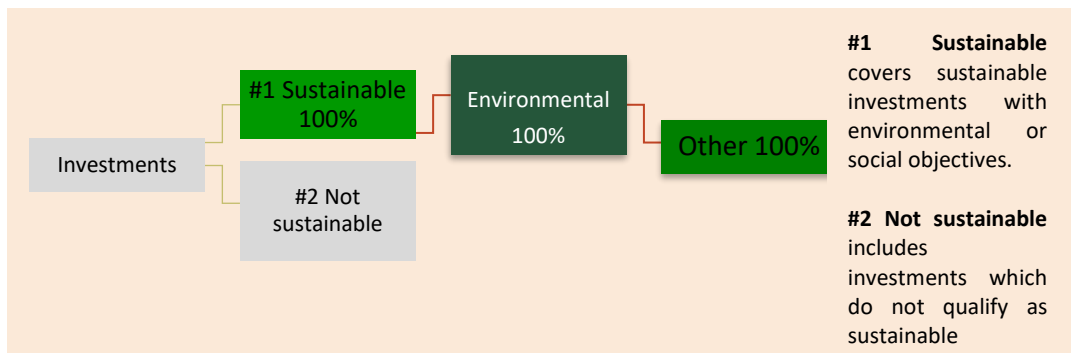 Investments
#1 Sustainable
100%
#2 Not
sustainable
Environmental
100%
Other 100%
#1 Sustainable
covers sustainable
investments with
environmental or
social objectives.
#2 Not sustainable
includes
investments which
do not qualify as
sustainable